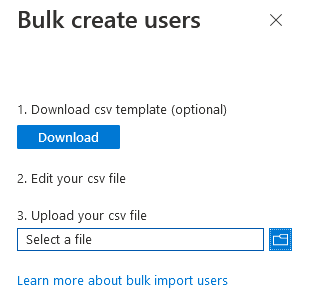 Bulk create users
1. Download csv template (optional)
Download
2. Edit your csv file
3. Upload your csv file
Select a file
Learn more about bulk import users